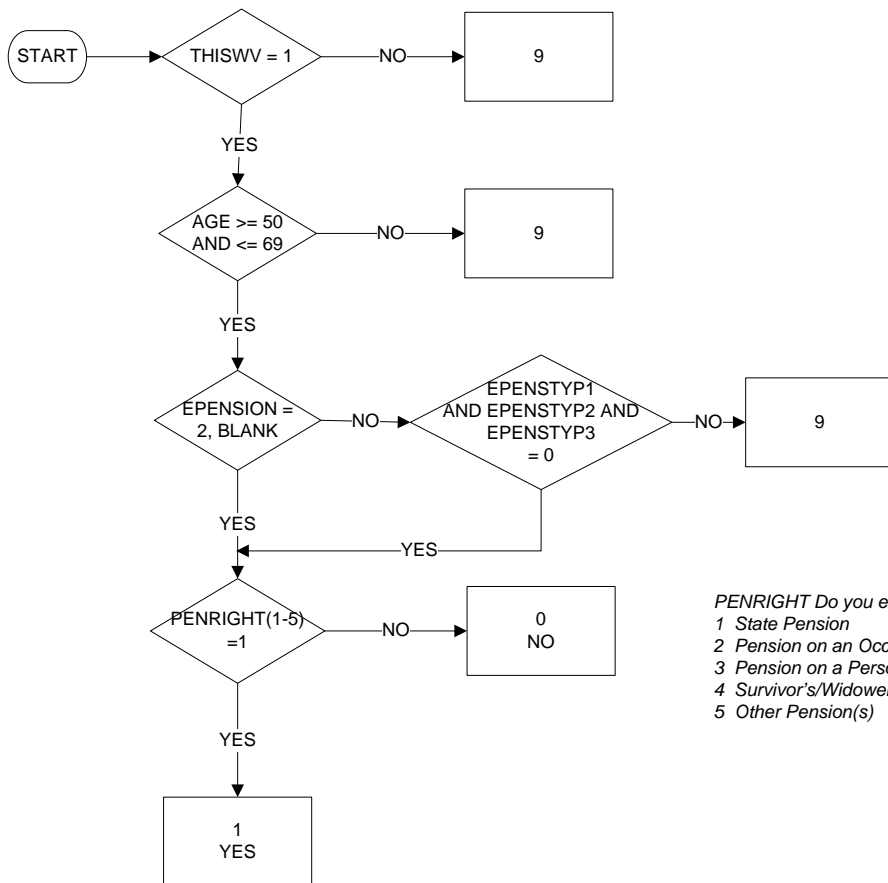 START
THISWV = 1
NO
9
YES
AGE >= 50
AND <= 69
NO
9
YES
EPENSION =
2, BLANK
NO
EPENSTYP1
AND EPENSTYP2 AND
EPENSTYP3
= 0
NO
9
YES
YES
PENRIGHT(1-5)
=1
NO
0
NO
PENRIGHT Do you e
1 State Pension
2 Pension on an Occ
3 Pension on a Perso
4 Survivor's/Widower
5 Other Pension(s)
YES
1
YES